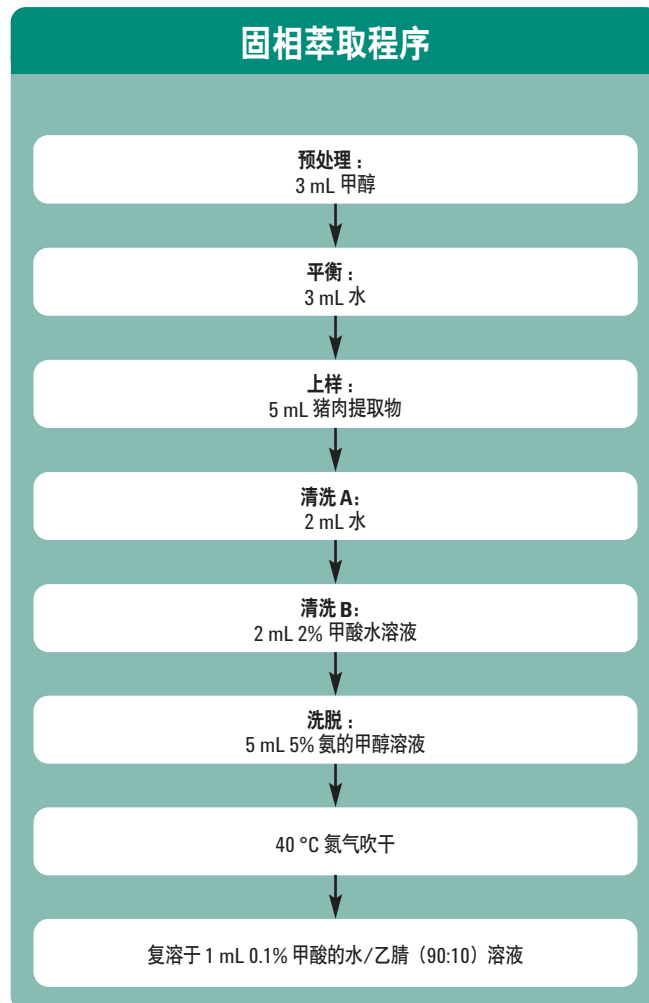 固相萃取程序
预处理：
3 mL 甲醇
平衡：
3 mL 水
上样：
5 mL 猪肉提取物
清洗 A：
2 mL 水
清洗 B：
2 mL 2% 甲酸水溶液
洗脱：
5 mL 5% 氨的甲醇溶液
40 °C 氮气吹干
复溶于 1 mL 0.1% 甲酸的水/乙腈（90:10）溶液